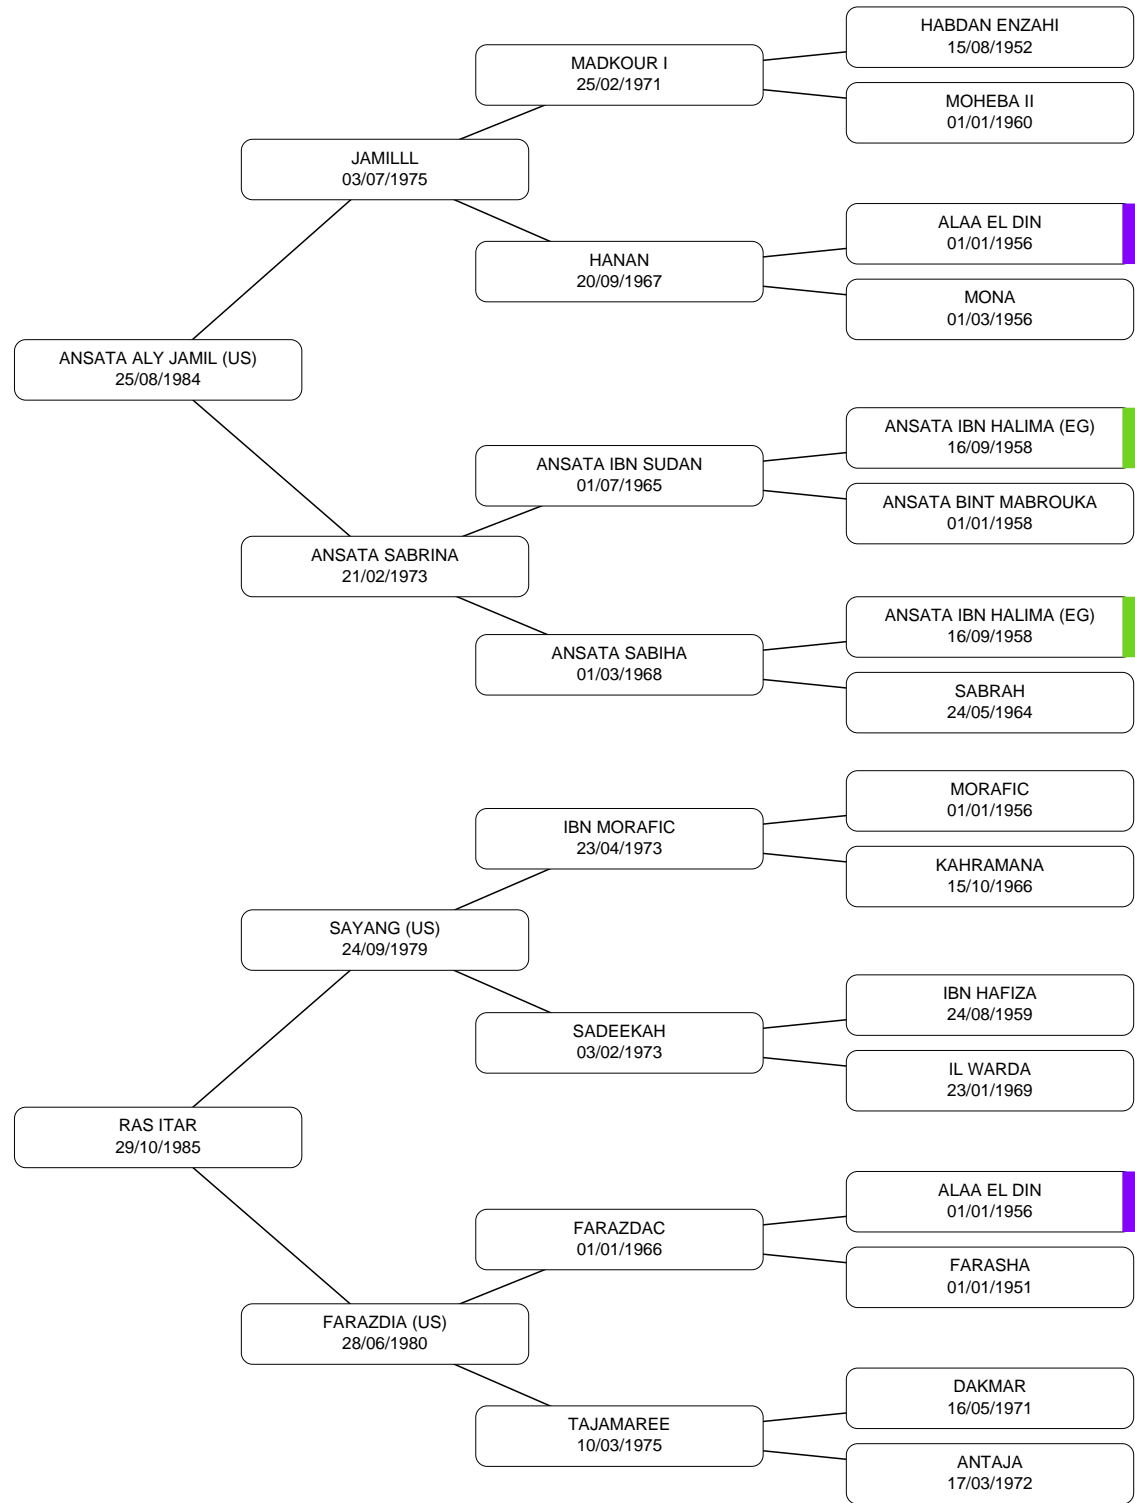 HABDAN ENZAHI
15/08/1952
MADKOUR I
25/02/1971
MOHEBA II
01/01/1960
JAMILLL
03/07/1975
ALAA EL DIN
01/01/1956
HANAN
20/09/1967
MONA
01/03/1956
ANSATA ALY JAMIL (US)
25/08/1984
ANSATA IBN HALIMA (EG)
16/09/1958
ANSATA IBN SUDAN
01/07/1965
ANSATA BINT MABROUKA
01/01/1958
ANSATA SABRINA
21/02/1973
ANSATA IBN HALIMA (EG)
16/09/1958
ANSATA SABIHA
01/03/1968
SABRAH
24/05/1964
MORAFIC
01/01/1956
IBN MORAFIC
23/04/1973
KAHRAMANA
15/10/1966
SAYANG (US)
24/09/1979
IBN HAFIZA
24/08/1959
SADEEKAH
03/02/1973
IL WARDA
23/01/1969
RAS ITAR
29/10/1985
ALAA EL DIN
01/01/1956
FARAZDAC
01/01/1966
FARASHA
01/01/1951
FARAZDIA (US)
28/06/1980
DAKMAR
16/05/1971
TAJAMAREE
10/03/1975
ANTAJA
17/03/1972